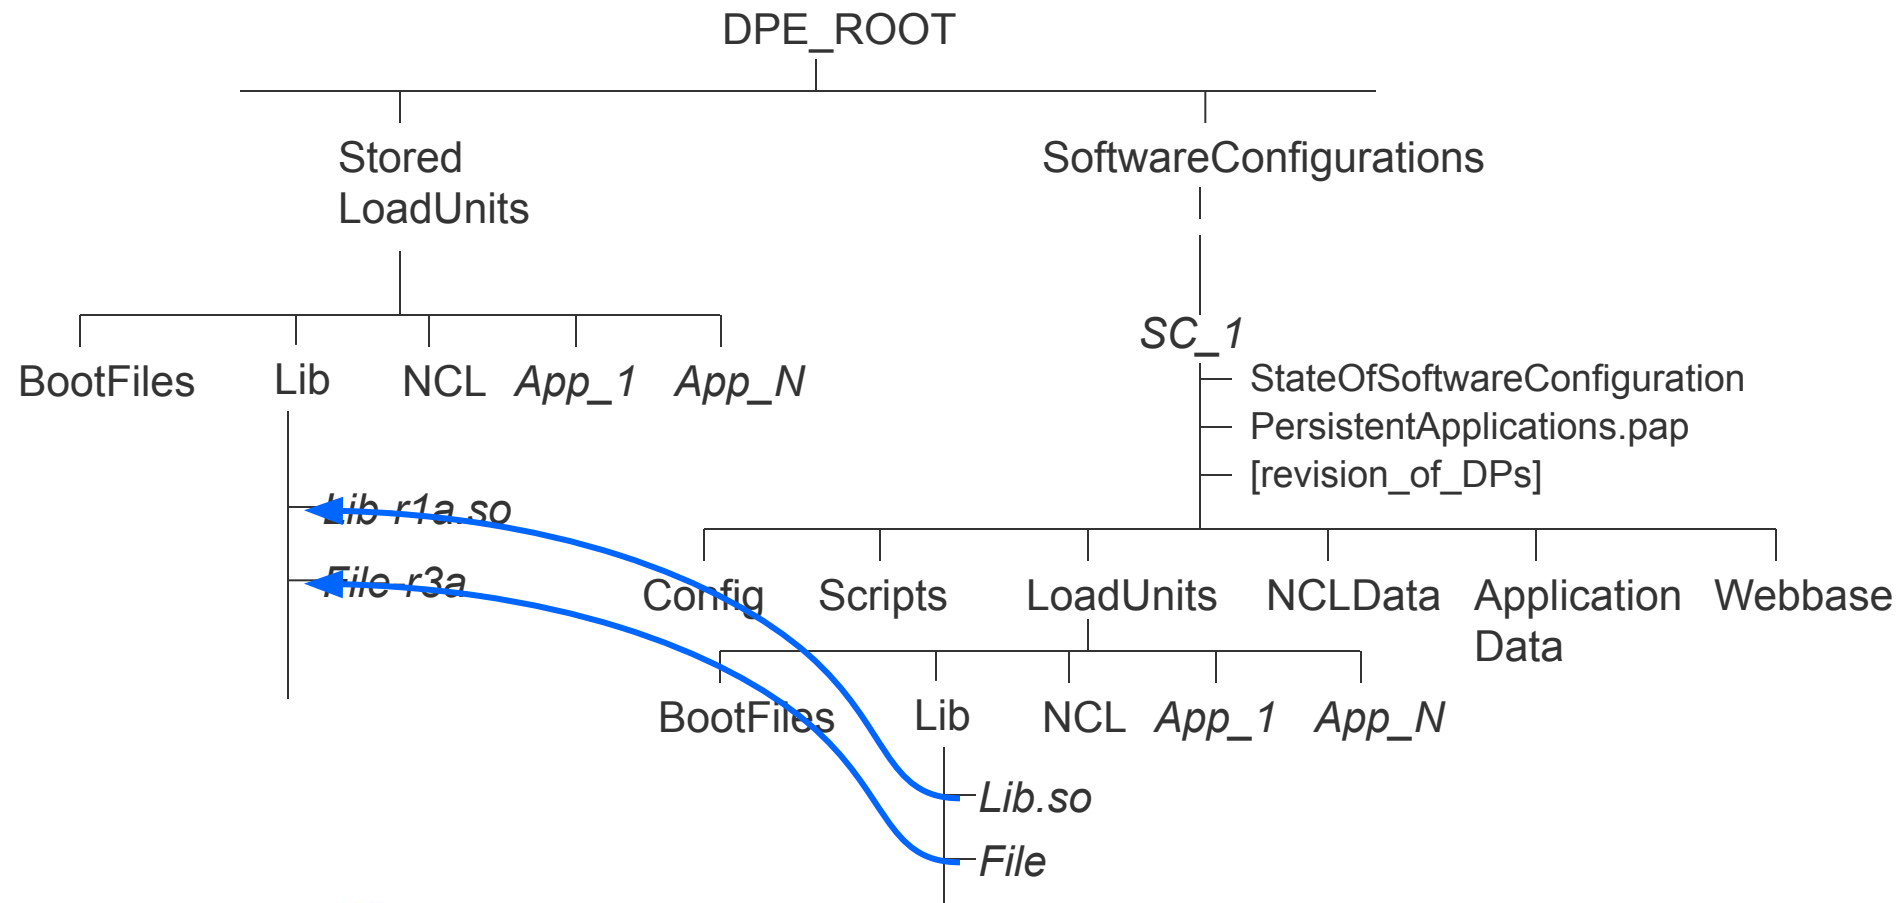 DPE_ROOT
Stored
LoadUnits
SoftwareConfigurations
BootFiles
Lib
NCL
App_1
App_N
SC_1
StateOfSoftwareConfiguration
PersistentApplications.pap
[revision_of_DPs]
Lib-r1a.so
File-r3a
Config
Scripts
LoadUnits
NCLData
Application
Data
Webbase
BootFiles
Lib
NCL
App_1
App_N
Lib.so
File